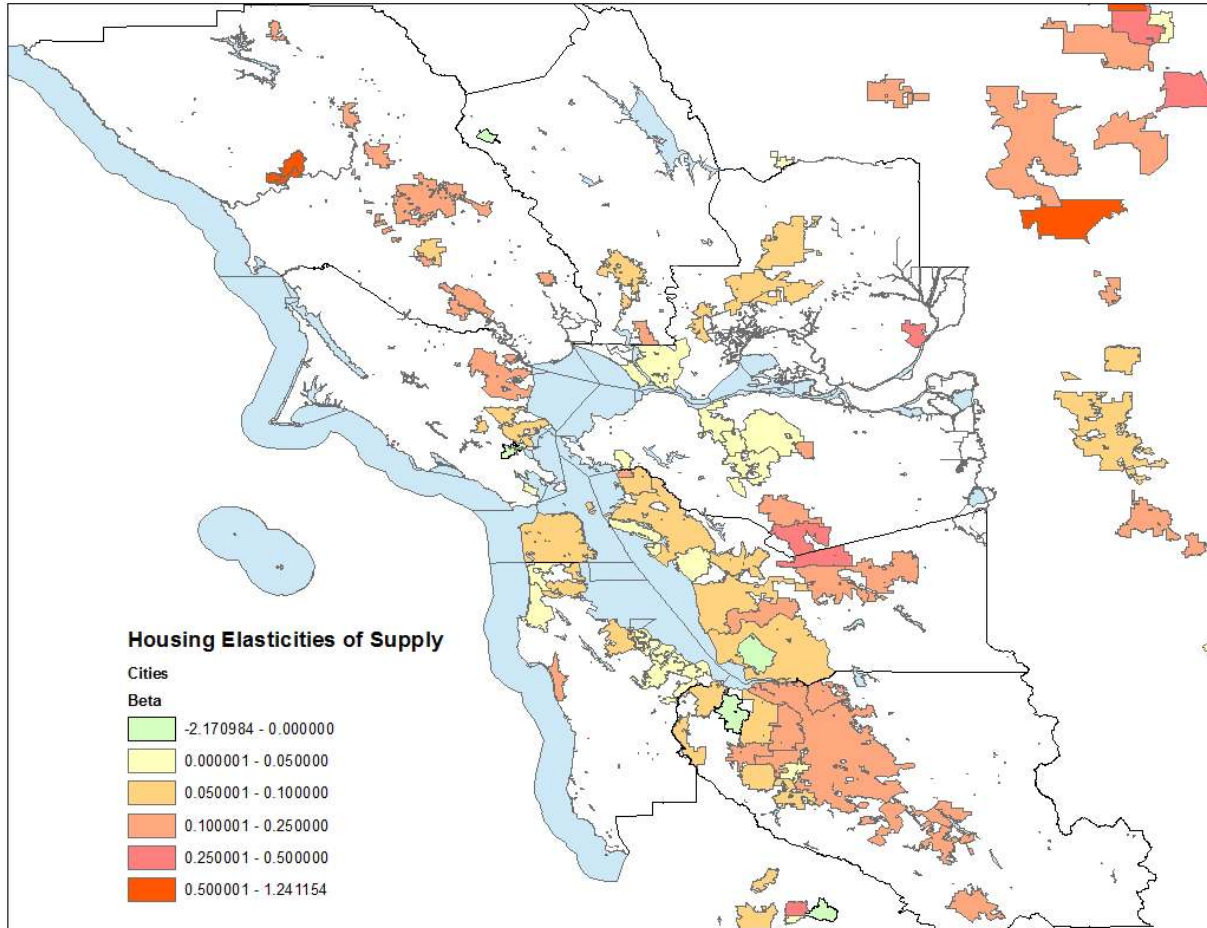 Housing Elasticities of Supply
Cities
Beta
-2.170984 - 0.000000
0.000001 - 0.050000
0.050001 - 0.100000
0.100001 - 0.250000
0.250001 - 0.500000
0.500001 - 1.241154